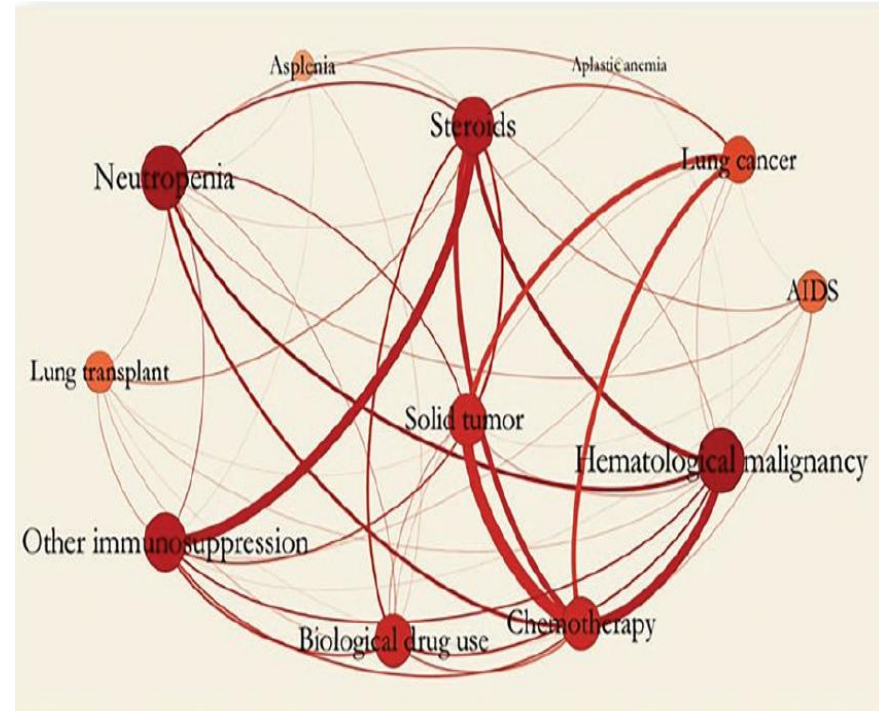 Asplenia
Aplastic anemia
Steroids
Lung cancer
Neutropenia
AIDS
Lung transplant
Solid tumor
Hematological malignancy
Other immunosuppression
Chemotherapy
Biological drug use